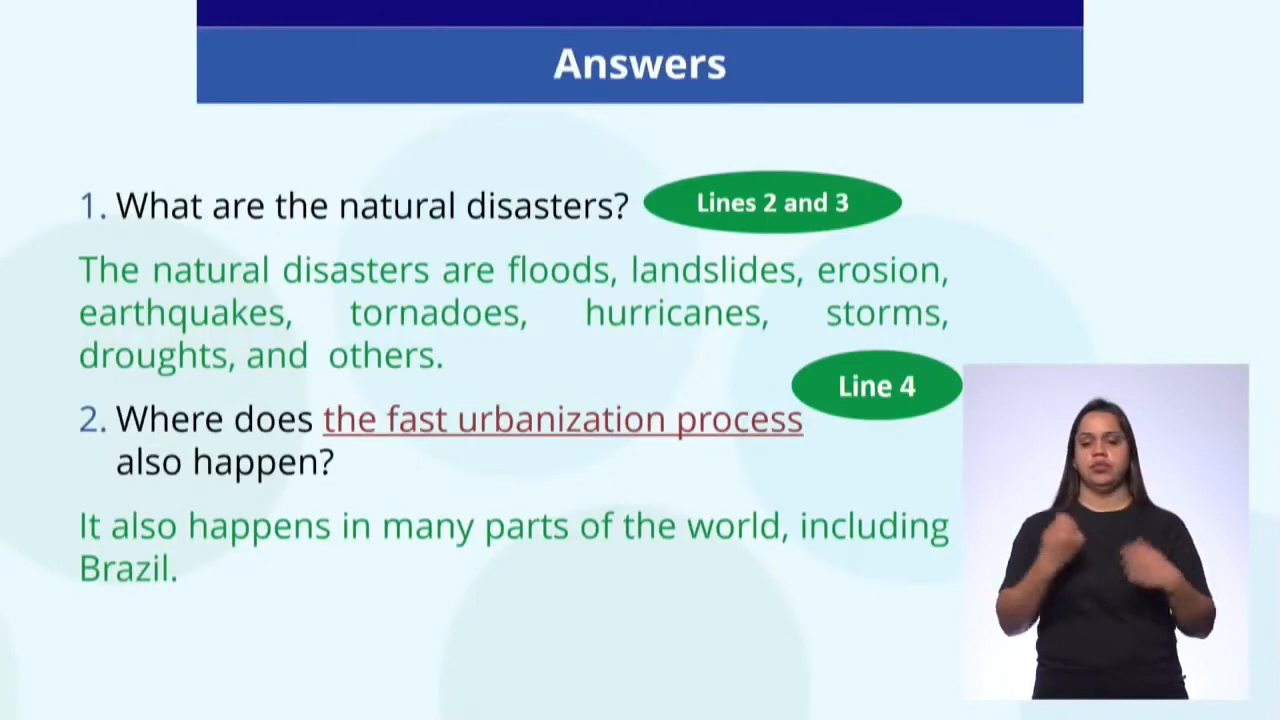 Answers
1. What are the natural disasters?
Lines 2 and 3
The natural disasters are floods, landslides, erosion,
earthquakes, tornadoes, hurricanes, storms,
droughts, and others.
Line 4
2. Where does the fast urbanization process
also happen?
It also happens in many parts of the world, including
Brazil.